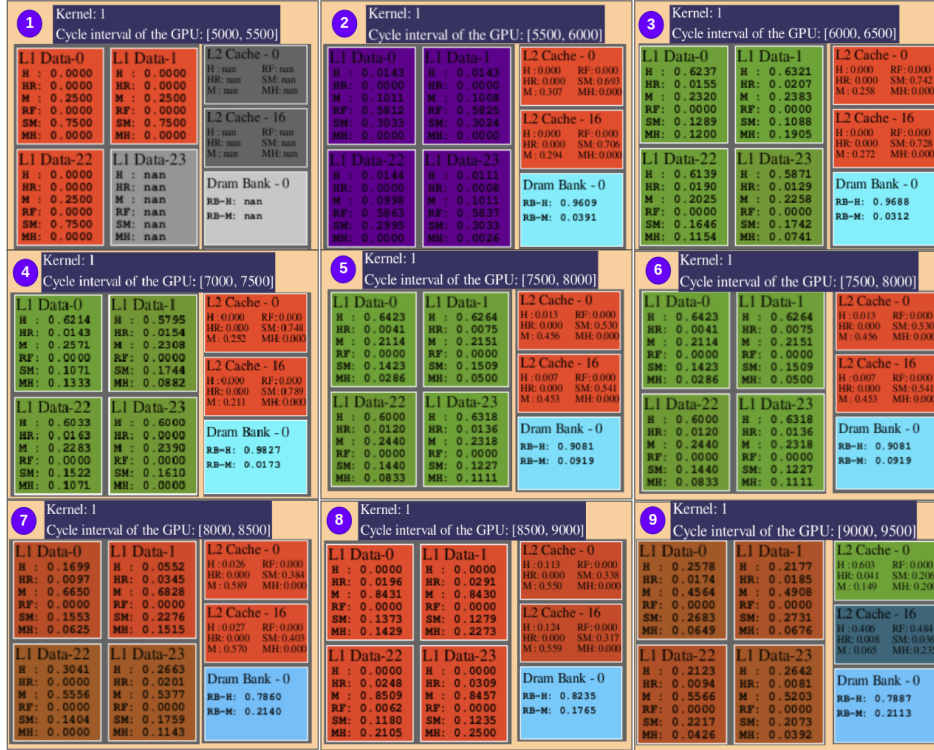 1
Kernel: 1
Cycle interval of the GPU: [5000, 5500]
L1 Data-0
H : 0.0000
HR: 0.0000
M : 0.2500
RF: 0.0000
SM: 0.7500
MH: 0.0000
L1 Data-1
H : 0.0000
HR: 0.0000
M : 0.2500
RF: 0.0000
SM: 0.7500
MH: 0.0000
L2 Cache - 0
H : nan RF: nan
HR: nan SM: nan
M : nan MH: nan
L2 Cache - 16
H : nan RF: nan
HR: nan SM: nan
M : nan MH: nan
L1 Data-22
H : 0.0000
HR: 0.0000
M : 0.2500
RF: 0.0000
SM: 0.7500
MH: 0.0000
L1 Data-23
H : nan
HR: nan
M : nan
RF: nan
SM: nan
MH: nan
Dram Bank - 0
RB-H: nan
RB-M: nan
2
Kernel: 1
Cycle interval of the GPU: [5500, 6000]
L1 Data-0
H : 0.0143
HR: 0.0000
M : 0.1011
RF: 0.5812
SM: 0.3033
MH: 0.0000
L1 Data-1
H : 0.0143
HR: 0.0000
M : 0.1008
RF: 0.5825
SM: 0.3024
MH: 0.0000
L2 Cache - 0
H : 0.000 RF: 0.000
HR: 0.000 SM: 0.693
M : 0.307 MH: 0.000
L2 Cache - 16
H : 0.000 RF: 0.000
HR: 0.000 SM: 0.706
M : 0.294 MH: 0.000
L1 Data-22
H : 0.0144
HR: 0.0000
M : 0.0998
RF: 0.5863
SM: 0.2995
MH: 0.0000
L1 Data-23
H : 0.0111
HR: 0.0008
M : 0.1011
RF: 0.5837
SM: 0.3033
MH: 0.0026
Dram Bank - 0
RB-H: 0.9609
RB-M: 0.0391
3
Kernel: 1
Cycle interval of the GPU: [6000, 6500]
L1 Data-0
H : 0.6237
HR: 0.0155
M : 0.2320
RF: 0.0000
SM: 0.1289
MH: 0.1200
L1 Data-1
H : 0.6321
HR: 0.0207
M : 0.2383
RF: 0.0000
SM: 0.1088
MH: 0.1905
L2 Cache - 0
H : 0.000 RF: 0.000
HR: 0.000 SM: 0.742
M : 0.258 MH: 0.000
L2 Cache - 16
H : 0.000 RF: 0.000
HR: 0.000 SM: 0.728
M : 0.272 MH: 0.000
L1 Data-22
H : 0.6139
HR: 0.0190
M : 0.2025
RF: 0.0000
SM: 0.1646
MH: 0.1154
L1 Data-23
H : 0.5871
HR: 0.0129
M : 0.2258
RF: 0.0000
SM: 0.1742
MH: 0.0741
Dram Bank - 0
RB-H: 0.9688
RB-M: 0.0312
4
Kernel: 1
Cycle interval of the GPU: [7000, 7500]
L1 Data-0
H : 0.6214
HR: 0.0143
M : 0.2571
RF: 0.0000
SM: 0.1071
MH: 0.1333
L1 Data-1
H : 0.5795
HR: 0.0154
M : 0.2308
RF: 0.0000
SM: 0.1744
MH: 0.0882
L2 Cache - 0
H : 0.000 RF: 0.000
HR: 0.000 SM: 0.748
M : 0.252 MH: 0.000
L2 Cache - 16
H : 0.000 RF: 0.000
HR: 0.000 SM: 0.789
M : 0.211 MH: 0.000
L1 Data-22
H : 0.6033
HR: 0.0163
M : 0.2283
RF: 0.0000
SM: 0.1522
MH: 0.1071
L1 Data-23
H : 0.6000
HR: 0.0000
M : 0.2390
RF: 0.0000
SM: 0.1610
MH: 0.0000
Dram Bank - 0
RB-H: 0.9827
RB-M: 0.0173
5
Kernel: 1
Cycle interval of the GPU: [7500, 8000]
L1 Data-0
H : 0.6423
HR: 0.0041
M : 0.2114
RF: 0.0000
SM: 0.1423
MH: 0.0286
L1 Data-1
H : 0.6264
HR: 0.0075
M : 0.2151
RF: 0.0000
SM: 0.1509
MH: 0.0500
L2 Cache - 0
H : 0.013 RF: 0.000
HR: 0.000 SM: 0.530
M : 0.456 MH: 0.000
L2 Cache - 16
H : 0.007 RF: 0.000
HR: 0.000 SM: 0.541
M : 0.453 MH: 0.000
L1 Data-22
H : 0.6000
HR: 0.0120
M : 0.2440
RF: 0.0000
SM: 0.1440
MH: 0.0833
L1 Data-23
H : 0.6318
HR: 0.0136
M : 0.2318
RF: 0.0000
SM: 0.1227
MH: 0.1111
Dram Bank - 0
RB-H: 0.9081
RB-M: 0.0919
6
Kernel: 1
Cycle interval of the GPU: [7500, 8000]
L1 Data-0
H : 0.6423
HR: 0.0041
M : 0.2114
RF: 0.0000
SM: 0.1423
MH: 0.0286
L1 Data-1
H : 0.6264
HR: 0.0075
M : 0.2151
RF: 0.0000
SM: 0.1509
MH: 0.0500
L2 Cache - 0
H : 0.013 RF: 0.000
HR: 0.000 SM: 0.530
M : 0.456 MH: 0.000
L2 Cache - 16
H : 0.007 RF: 0.000
HR: 0.000 SM: 0.541
M : 0.453 MH: 0.000
L1 Data-22
H : 0.6000
HR: 0.0120
M : 0.2440
RF: 0.0000
SM: 0.1440
MH: 0.0833
L1 Data-23
H : 0.6318
HR: 0.0136
M : 0.2318
RF: 0.0000
SM: 0.1227
MH: 0.1111
Dram Bank - 0
RB-H: 0.9081
RB-M: 0.0919
7
Kernel: 1
Cycle interval of the GPU: [8000, 8500]
L1 Data-0
H : 0.1699
HR: 0.0097
M : 0.6650
RF: 0.0000
SM: 0.1553
MH: 0.0625
L1 Data-1
H : 0.0552
HR: 0.0345
M : 0.6828
RF: 0.0000
SM: 0.2276
MH: 0.1515
L2 Cache - 0
H : 0.026 RF: 0.000
HR: 0.000 SM: 0.384
M : 0.589 MH: 0.000
L2 Cache - 16
H : 0.027 RF: 0.000
HR: 0.000 SM: 0.403
M : 0.570 MH: 0.000
L1 Data-22
H : 0.3041
HR: 0.0000
M : 0.5556
RF: 0.0000
SM: 0.1404
MH: 0.0000
L1 Data-23
H : 0.2663
HR: 0.0201
M : 0.5377
RF: 0.0000
SM: 0.1759
MH: 0.1143
Dram Bank - 0
RB-H: 0.7860
RB-M: 0.2140
8
Kernel: 1
Cycle interval of the GPU: [8500, 9000]
L1 Data-0
H : 0.0000
HR: 0.0196
M : 0.8431
RF: 0.0000
SM: 0.1373
MH: 0.1429
L1 Data-1
H : 0.0000
HR: 0.0291
M : 0.8430
RF: 0.0000
SM: 0.1279
MH: 0.2273
L2 Cache - 0
H : 0.113 RF: 0.000
HR: 0.000 SM: 0.338
M : 0.550 MH: 0.000
L2 Cache - 16
H : 0.124 RF: 0.000
HR: 0.000 SM: 0.317
M : 0.559 MH: 0.000
L1 Data-22
H : 0.0000
HR: 0.0248
M : 0.8509
RF: 0.0062
SM: 0.1180
MH: 0.2105
L1 Data-23
H : 0.0000
HR: 0.0309
M : 0.8457
RF: 0.0000
SM: 0.1235
MH: 0.2500
Dram Bank - 0
RB-H: 0.8235
RB-M: 0.1765
9
Kernel: 1
Cycle interval of the GPU: [9000, 9500]
L1 Data-0
H : 0.2578
HR: 0.0174
M : 0.4564
RF: 0.0000
SM: 0.2683
MH: 0.0649
L1 Data-1
H : 0.2177
HR: 0.0185
M : 0.4908
RF: 0.0000
SM: 0.2731
MH: 0.0676
L2 Cache - 0
H : 0.603 RF: 0.000
HR: 0.041 SM: 0.206
M : 0.149 MH: 0.200
L2 Cache - 16
H : 0.406 RF: 0.484
HR: 0.008 SM: 0.036
M : 0.065 MH: 0.23
L1 Data-22
H : 0.2123
HR: 0.0094
M : 0.5566
RF: 0.0000
SM: 0.2217
MH: 0.0426
L1 Data-23
H : 0.2642
HR: 0.0081
M : 0.5203
RF: 0.0000
SM: 0.2073
MH: 0.0392
Dram Bank - 0
RB-H: 0.7887
RB-M: 0.2113